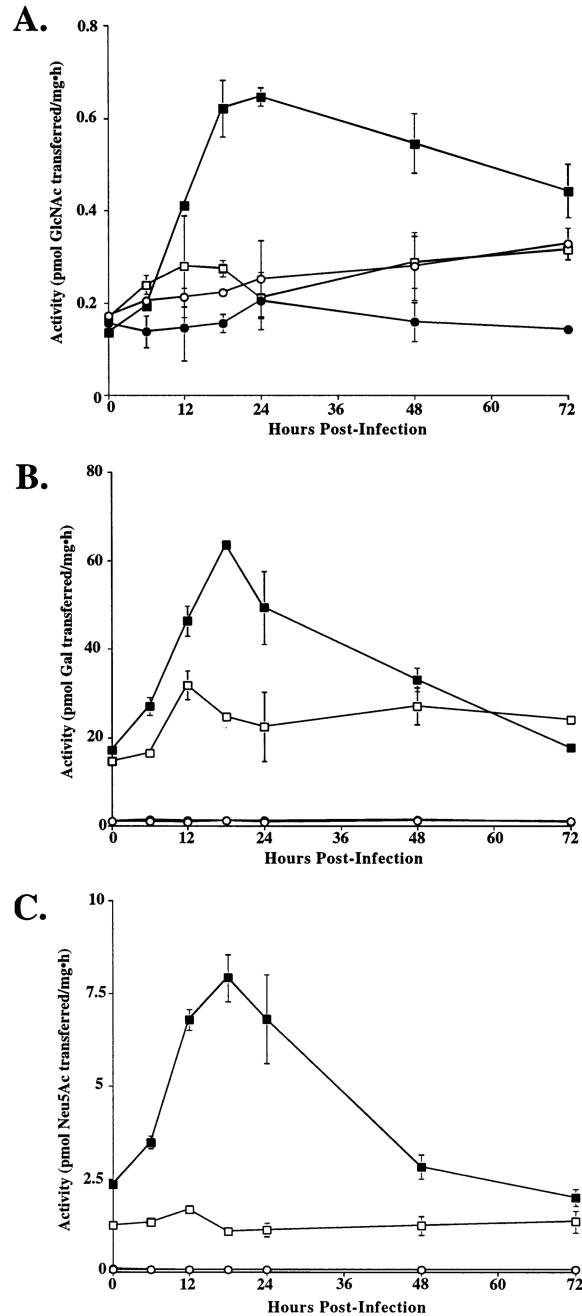 A.
0.8
0.6
0.4
0.2
0
Activity (pmol GlcNAc transferred/mg•h)
0 12 24 36 48 60 72
Hours Post-Infection
B.
80
60
40
20
0
Activity (pmol Gal transferred/mg•h)
0 12 24 36 48 60 72
Hours Post-Infection
C.
10
7.5
5
2.5
0
Activity (pmol Neu5Ac transferred/mg•h)
0 12 24 36 48 60 72
Hours Post-Infection